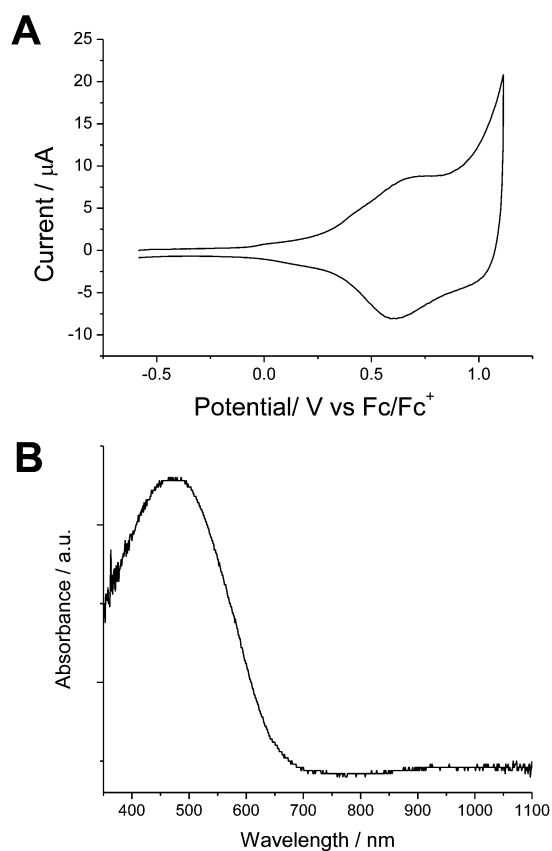 A
25
20
15
10
5
0
-5
-10
Current / μA
-0.5 0.0 0.5 1.0
Potential/ V vs Fc/Fc+
B
Absorbance / a.u.
400 500 600 700 800 900 1000 1100
Wavelength / nm